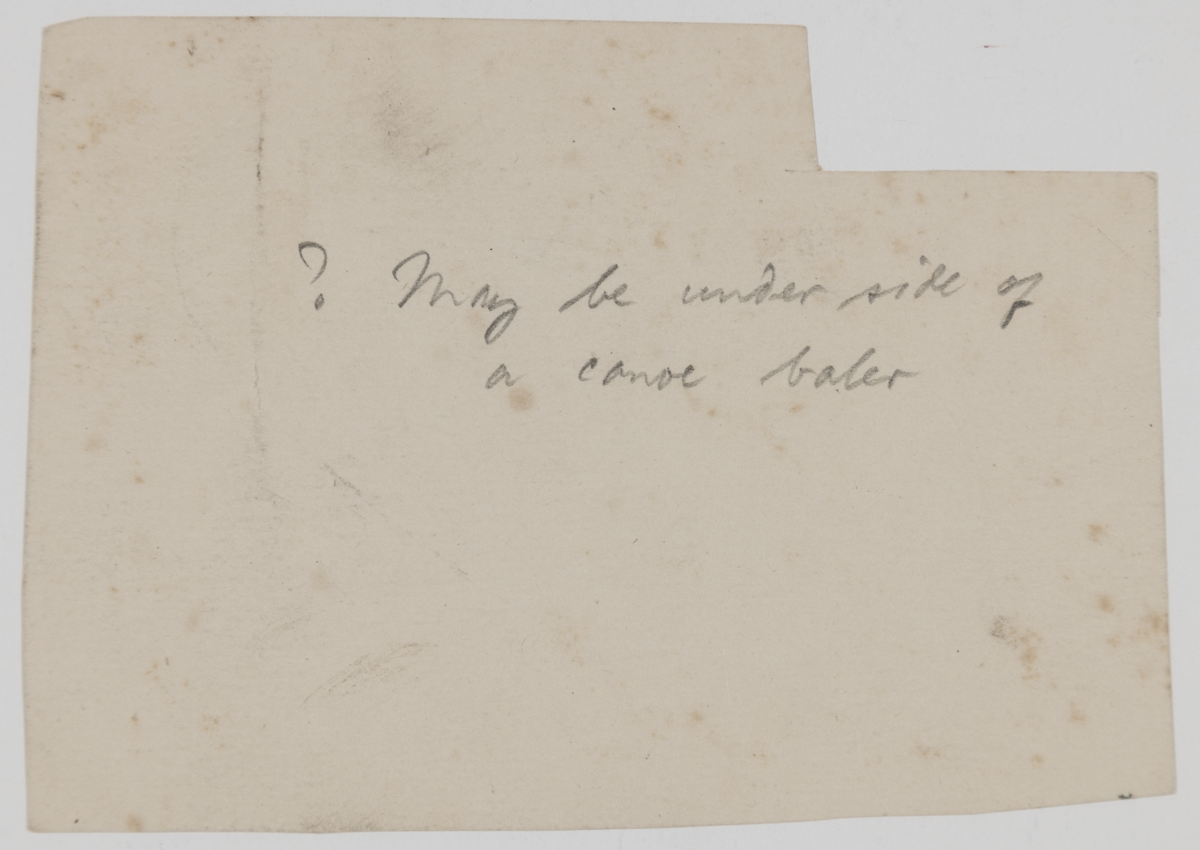 ? May be under side of
a canoe baler